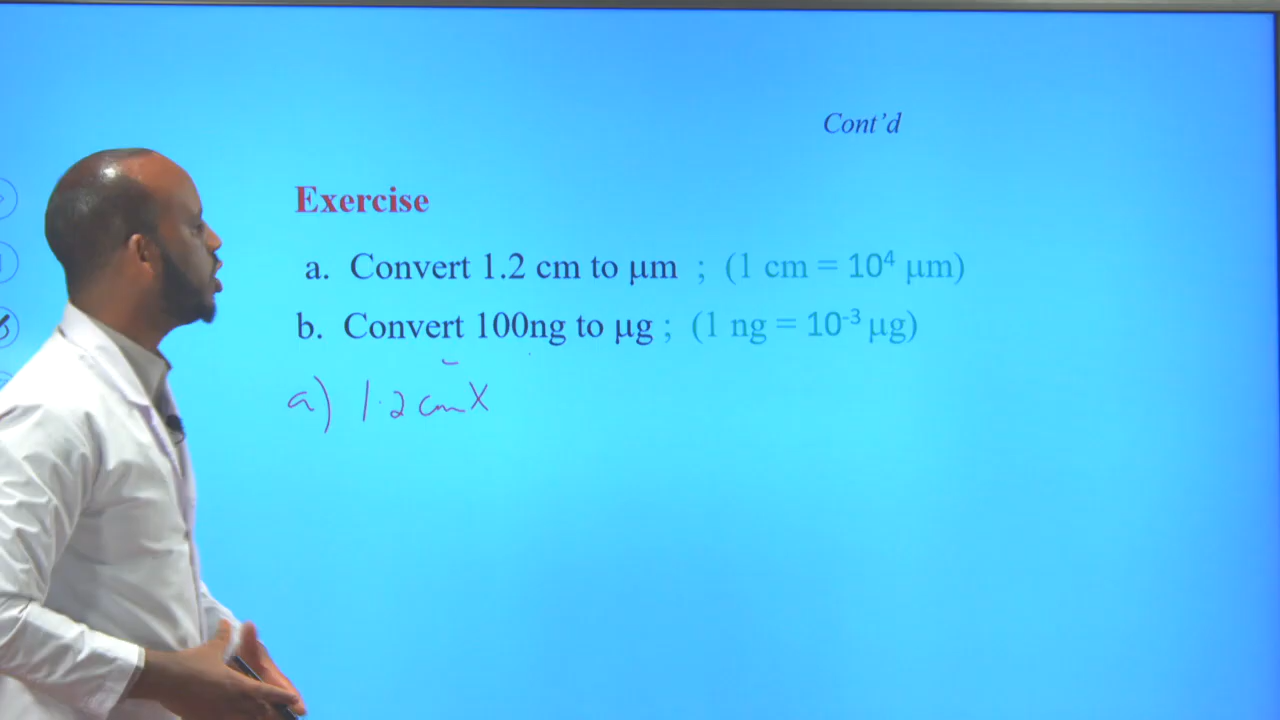 Cont'd
Exercise
a. Convert 1.2 cm to µm ; (1 cm = 10⁴ µm)
b. Convert 100ng to µg ; (1 ng = 10⁻³ µg)
a) 1.2 cm X